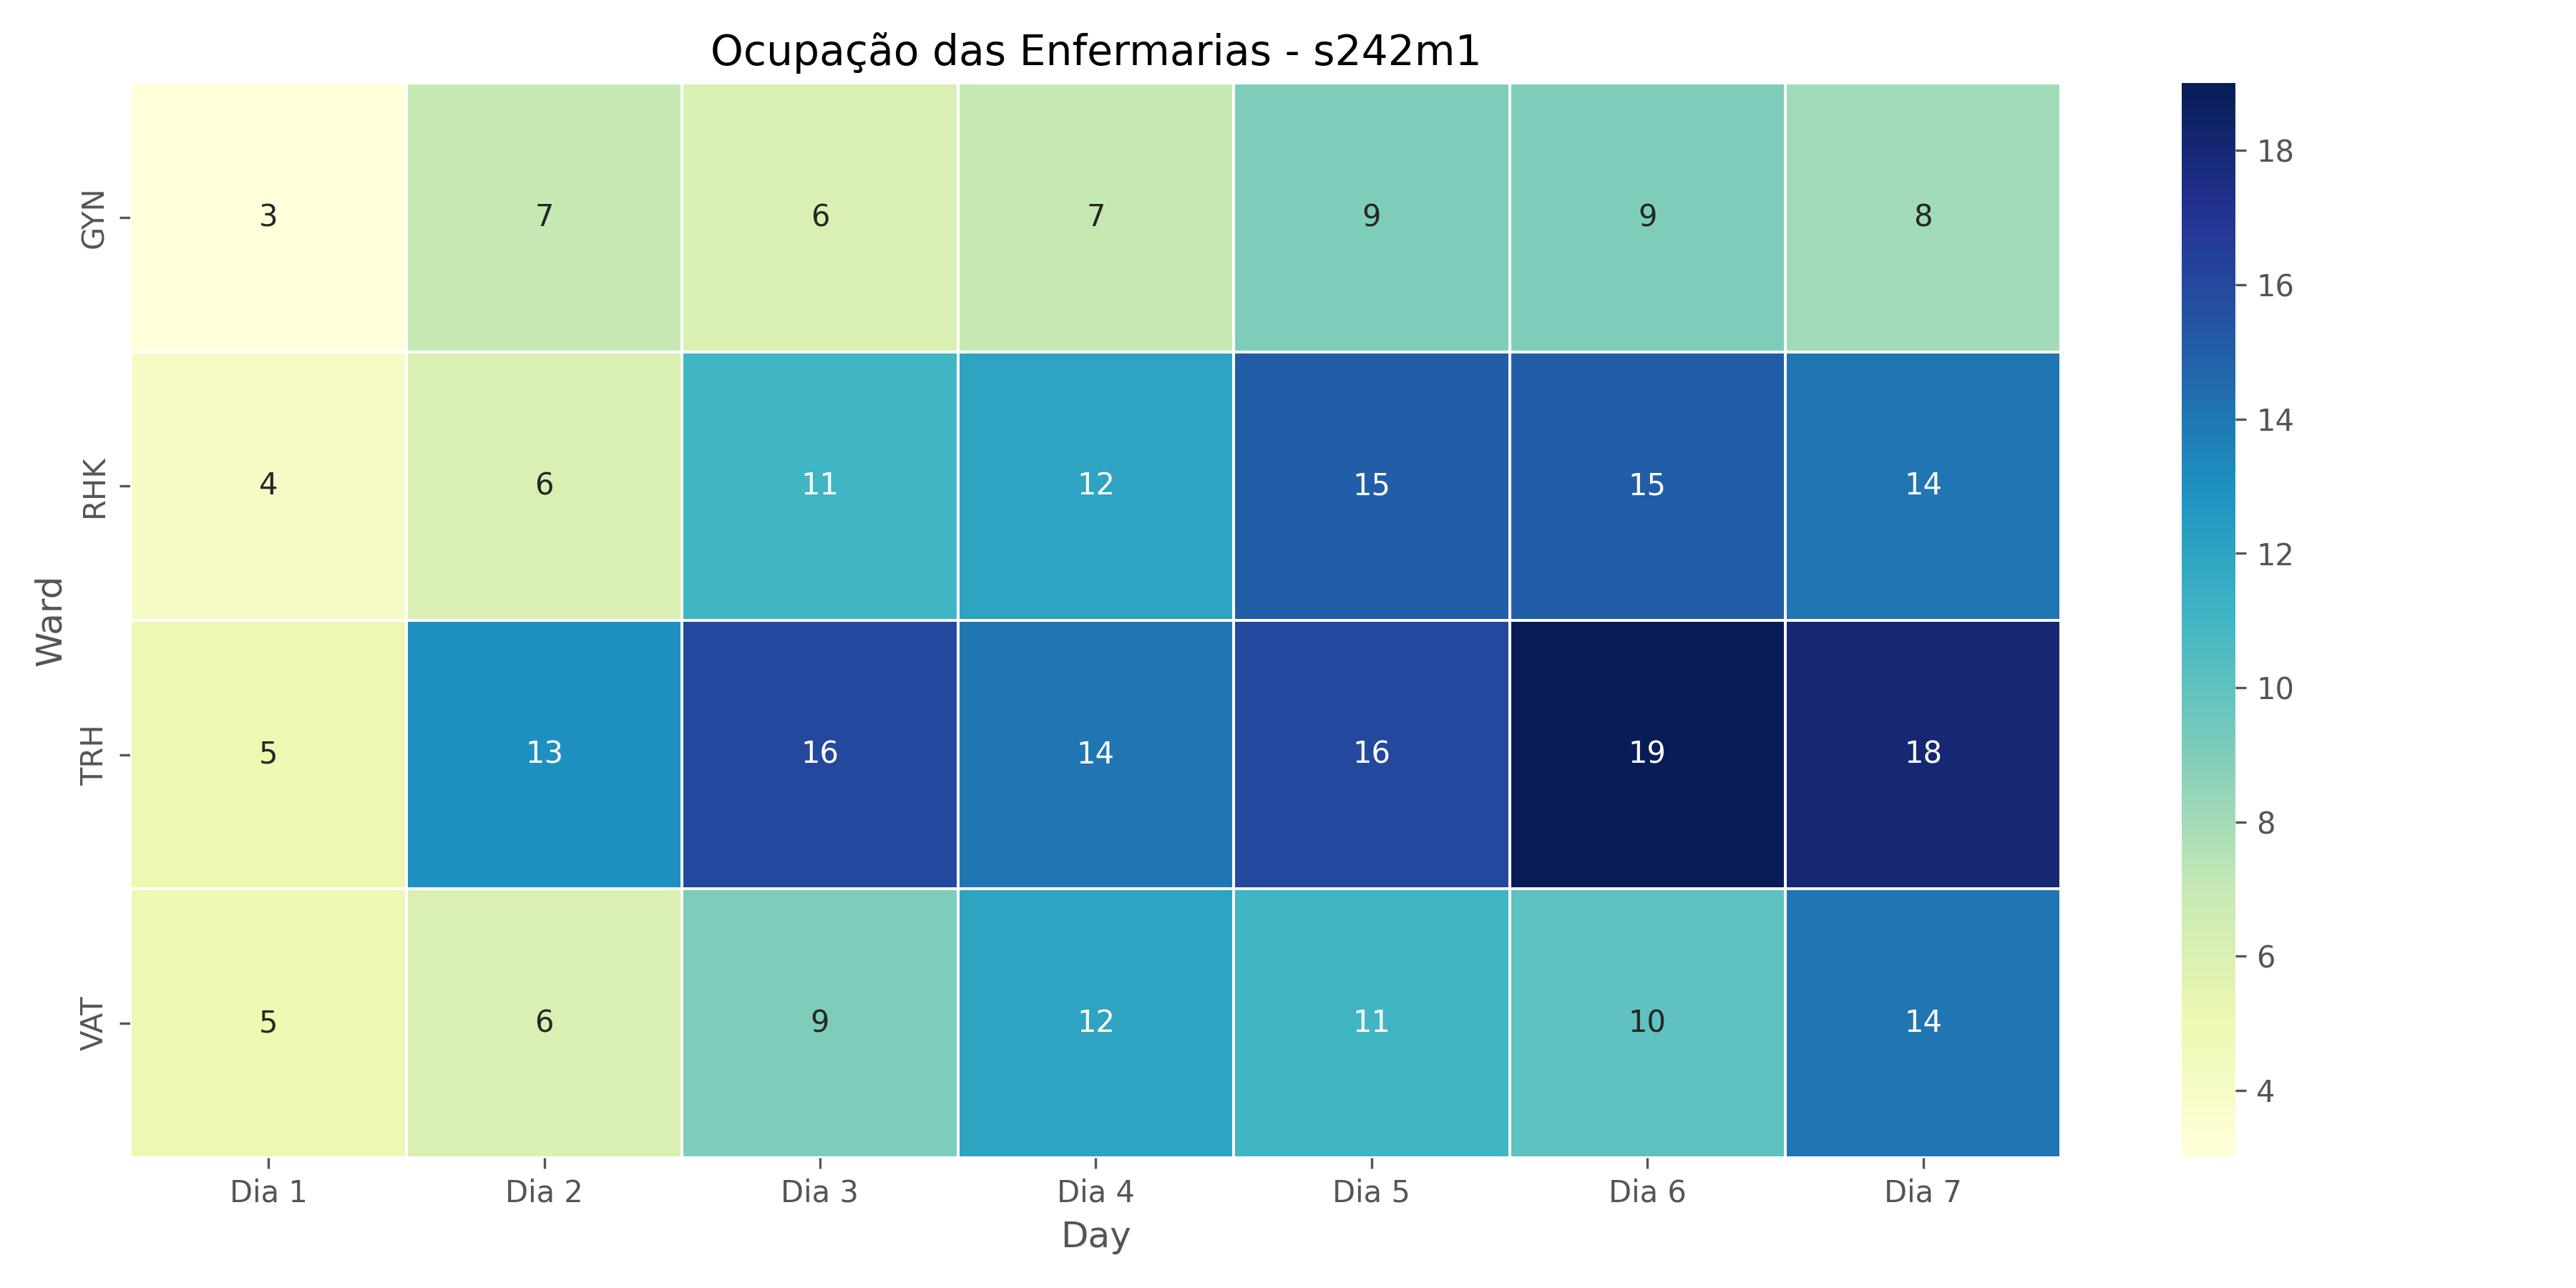 Ocupação das Enfermarias - s242m1
Ward
GYN 3 7 6 7 9 9 8
RHK 4 6 11 12 15 15 14
TRH 5 13 16 14 16 19 18
VAT 5 6 9 12 11 10 14
Dia 1 Dia 2 Dia 3 Dia 4 Dia 5 Dia 6 Dia 7
Day
18
16
14
12
10
8
6
4